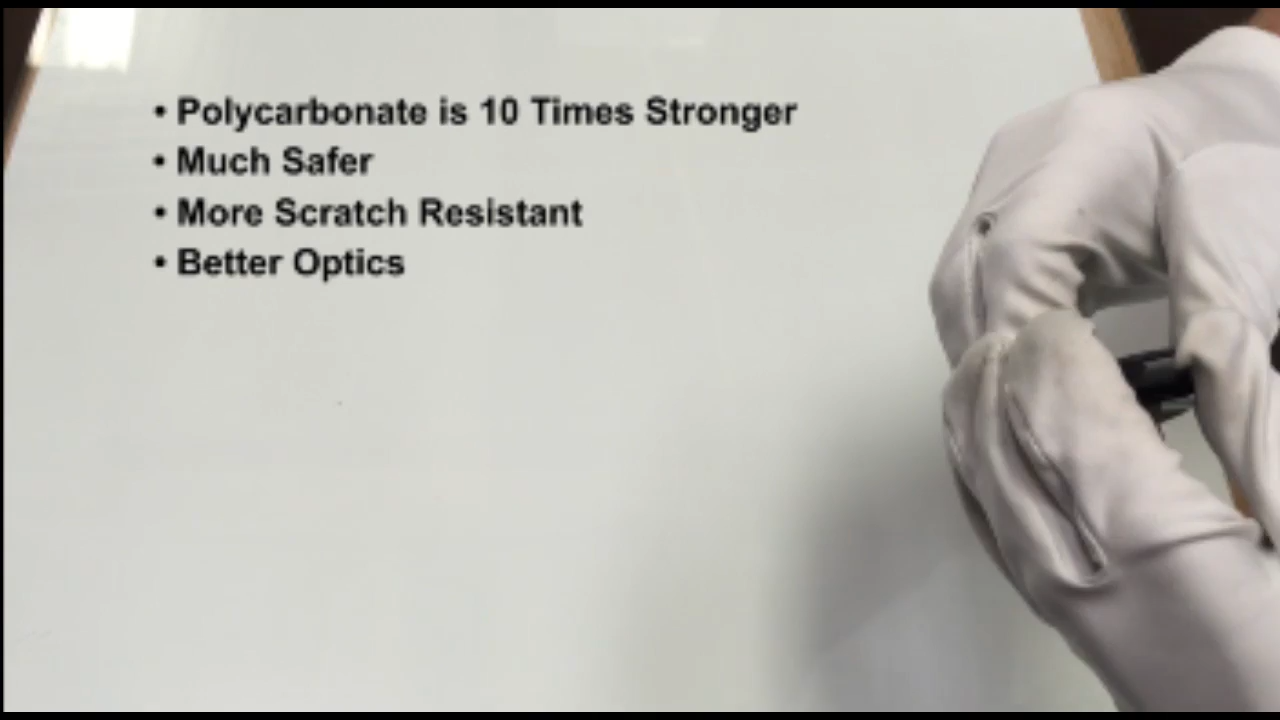 • Polycarbonate is 10 Times Stronger
• Much Safer
• More Scratch Resistant
• Better Optics